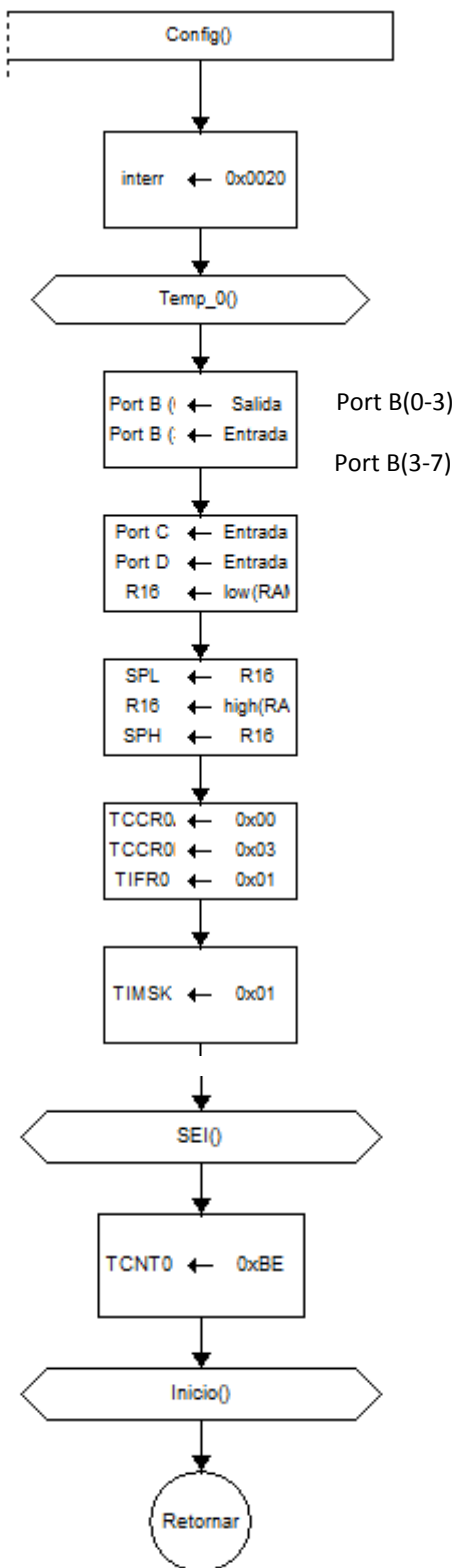 Config()
interr ← 0x0020
Temp_0()
Port B ( ← Salida Port B(0-3)
Port B (: ← Entrada
Port B(3-7)
Port C ← Entrada
Port D ← Entrada
R16 ← low(RAM
SPL ← R16
R16 ← high(RA
SPH ← R16
TCCR0 ← 0x00
TCCR0 ← 0x03
TIFR0 ← 0x01
TIMSK ← 0x01
SEI()
TCNT0 ← 0xBE
Inicio()
Retornar